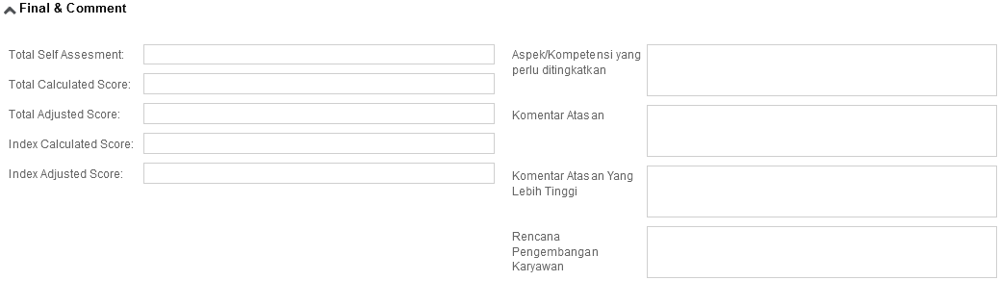 Final & Comment
Total Self Assesment:
Total Calculated Score:
Total Adjusted Score:
Index Calculated Score:
Index Adjusted Score:
Aspek/Kompetensi yang
perlu ditingkatkan
Komentar Atasan
Komentar Atasan Yang
Lebih Tinggi
Rencana
Pengembangan
Karyawan